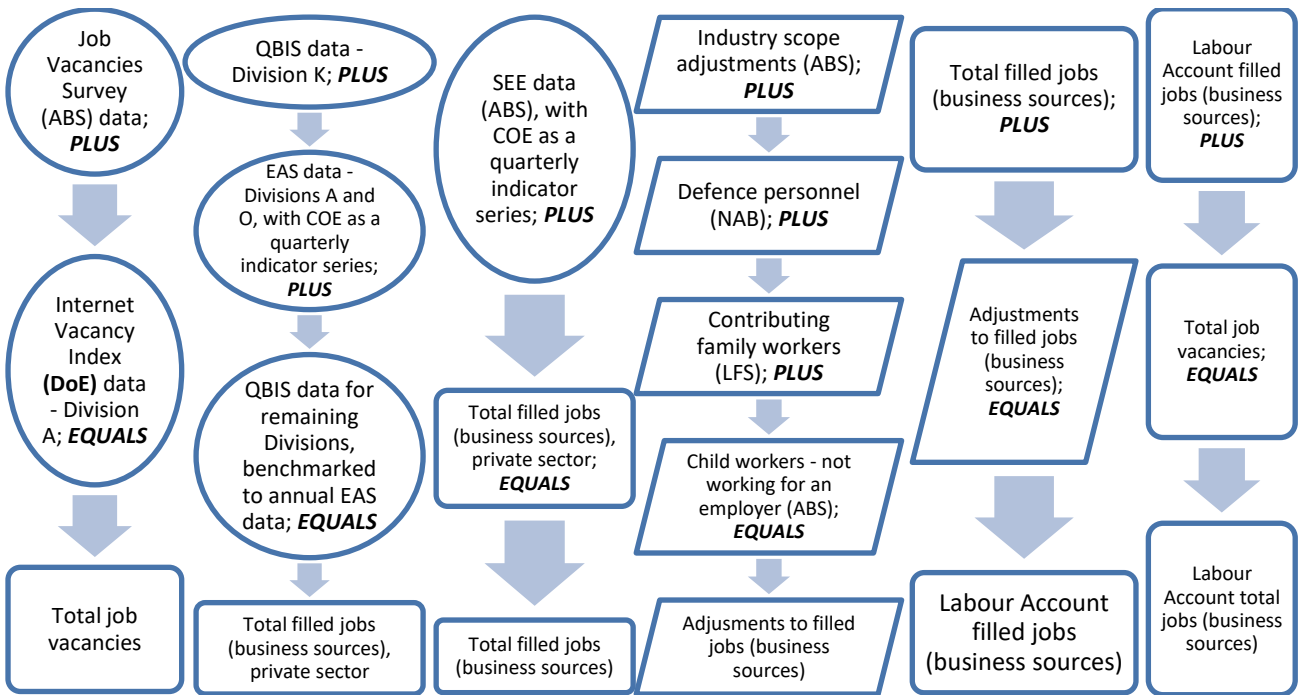 Job
Vacancies
Survey
(ABS) data;
PLUS
Internet
Vacancy
Index
(DoE) data
- Division
A; EQUALS
Total job
vacancies
QBIS data -
Division K; PLUS
EAS data -
Divisions A and
O, with COE as a
quarterly
indicator series;
PLUS
QBIS data for
remaining
Divisions,
benchmarked
to annual EAS
data; EQUALS
Total filled jobs
(business sources),
private sector
SEE data
(ABS), with
COE as a
quarterly
indicator
series; PLUS
Total filled jobs
(business sources),
private sector;
EQUALS
Total filled jobs
(business sources)
Industry scope
adjustments (ABS);
PLUS
Defence personnel
(NAB); PLUS
Contributing
family workers
(LFS); PLUS
Child workers - not
working for an
employer (ABS);
EQUALS
Adjusments to filled
jobs (business
sources)
Total filled jobs
(business sources);
PLUS
Adjustments
to filled jobs
(business
sources);
EQUALS
Labour Account
filled jobs
(business sources)
Labour
Account filled
jobs (business
sources);
PLUS
Total job
vacancies;
EQUALS
Labour
Account total
jobs (business
sources)